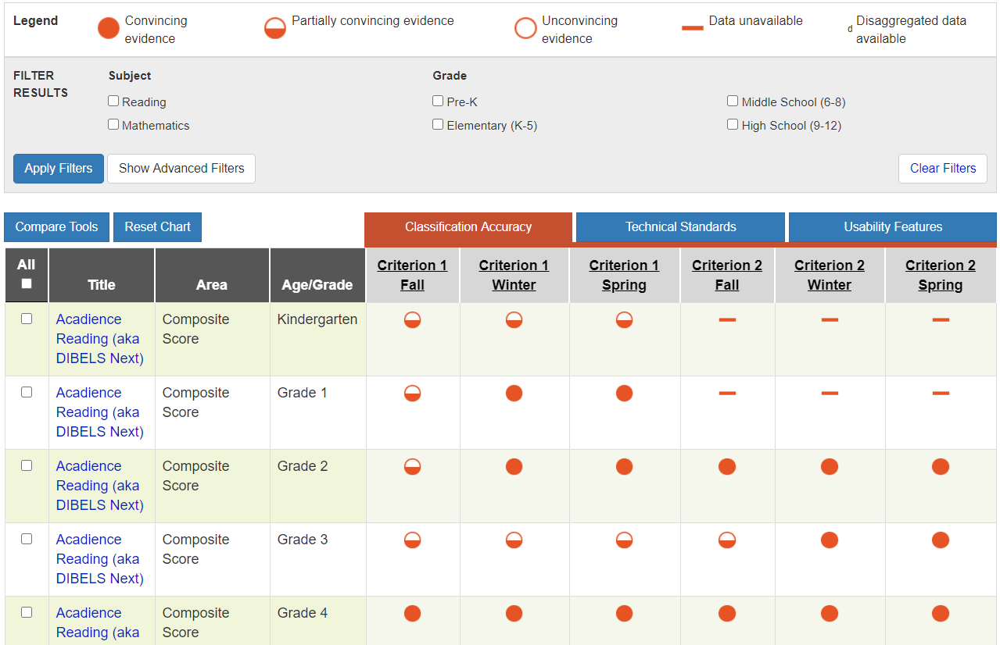 Legend
Convincing
evidence
Partially convincing evidence
Unconvincing
evidence
Data unavailable
d
Disaggregated data
available
FILTER
RESULTS
Subject
Reading
Mathematics
Grade
Pre-K
Elementary (K-5)
Middle School (6-8)
High School (9-12)
Apply Filters
Show Advanced Filters
Clear Filters
Compare Tools
Reset Chart
Classification Accuracy
Technical Standards
Usability Features
All
Title
Area
Age/Grade
Criterion 1
Fall
Criterion 1
Winter
Criterion 1
Spring
Criterion 2
Fall
Criterion 2
Winter
Criterion 2
Spring
Acadience
Reading (aka
DIBELS Next)
Composite
Score
Kindergarten
Acadience
Reading (aka
DIBELS Next)
Composite
Score
Grade 1
Acadience
Reading (aka
DIBELS Next)
Composite
Score
Grade 2
Acadience
Reading (aka
DIBELS Next)
Composite
Score
Grade 3
Acadience
Reading (aka
Composite
Score
Grade 4